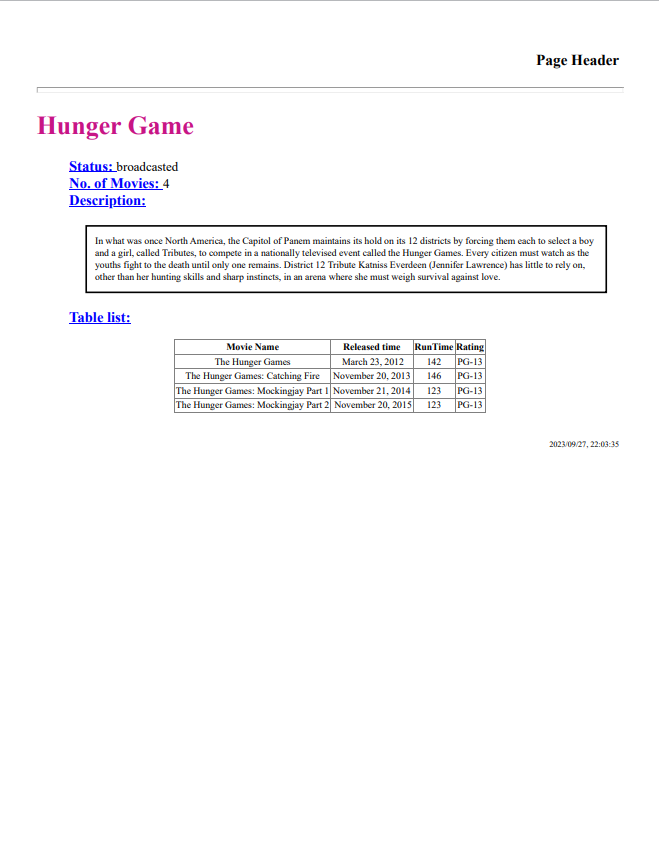 Page Header
Hunger Game
Status: broadcasted
No. of Movies: 4
Description:
In what was once North America, the Capitol of Panem maintains its hold on its 12 districts by forcing them each to select a boy
and a girl, called Tributes, to compete in a nationally televised event called the Hunger Games. Every citizen must watch as the
youths fight to the death until only one remains. District 12 Tribute Katniss Everdeen (Jennifer Lawrence) has little to rely on,
other than her hunting skills and sharp instincts, in an arena where she must weigh survival against love.
Table list:
Movie Name Released time RunTime Rating
The Hunger Games March 23, 2012 142 PG-13
The Hunger Games: Catching Fire November 20, 2013 146 PG-13
The Hunger Games: Mockingjay Part 1 November 21, 2014 123 PG-13
The Hunger Games: Mockingjay Part 2 November 20, 2015 123 PG-13
2023/09/27, 22:03:35